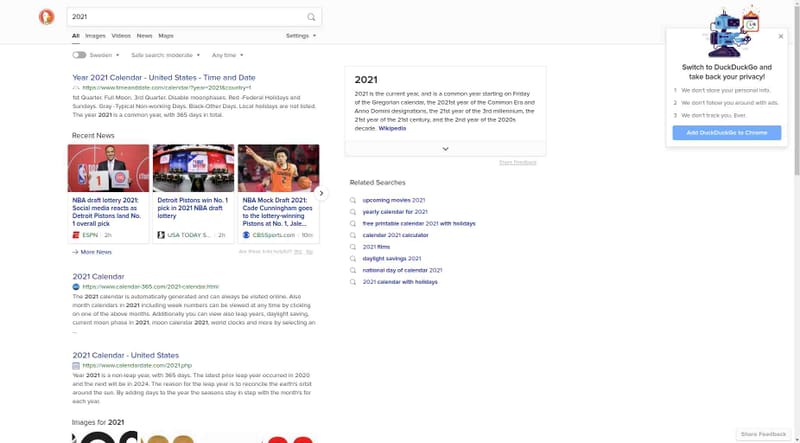 2021
All Images Videos News Maps Settings
Sweden Safe search: moderate Any time
Year 2021 Calendar - United States - Time and Date
https://www.timeanddate.com/calendar/?year=2021&country=1
1st Quarter. Full Moon. 3rd Quarter. Disable moonphases. Red -Federal Holidays and
Sundays. Gray -Typical Non-working Days. Black-Other Days. Local holidays are not listed.
The year 2021 is a common year, with 365 days in total.
Recent News
NBA draft lottery 2021:
Social media reacts as
Detroit Pistons land No.
1 overall pick
ESPN · 2h
Detroit Pistons win No. 1
pick in 2021 NBA draft
lottery
USA TODAY S... · 2h
NBA Mock Draft 2021:
Cade Cunningham goes
to the lottery-winning
Pistons at No. 1, Jale...
CBSSports.com · 10m
More News
Are these links helpful? Yes No
2021 Calendar
https://www.calendar-365.com/2021-calendar.html
The 2021 calendar is automatically generated and can always be visited online. Also
month calendars in 2021 including week numbers can be viewed at any time by clicking
on one of the above months. Additionally you can view also leap years, daylight saving,
current moon phase in 2021, moon calendar 2021, world clocks and more by selecting an
...
2021 Calendar - United States
https://www.calendardate.com/2021.php
Year 2021 is a non-leap year, with 365 days. The latest prior leap year occurred in 2020
and the next will be in 2024. The reason for the leap year is to reconcile the earth's orbit
around the sun. By adding days to the year the seasons stay in step with the month's for
each year.
Images for 2021
2021
2021 is the current year, and is a common year starting on Friday
of the Gregorian calendar, the 2021st year of the Common Era and
Anno Domini designations, the 21st year of the 3rd millennium, the
21st year of the 21st century, and the 2nd year of the 2020s
decade. Wikipedia
Share Feedback
Related Searches
upcoming movies 2021
yearly calendar for 2021
free printable calendar 2021 with holidays
calendar 2021 calculator
2021 films
daylight savings 2021
national day of calendar 2021
2021 calendar with holidays
Switch to DuckDuckGo and
take back your privacy!
1 We don't store your personal info.
2 We don't follow you around with ads.
3 We don't track you. Ever.
Add DuckDuckGo to Chrome
Share Feedback